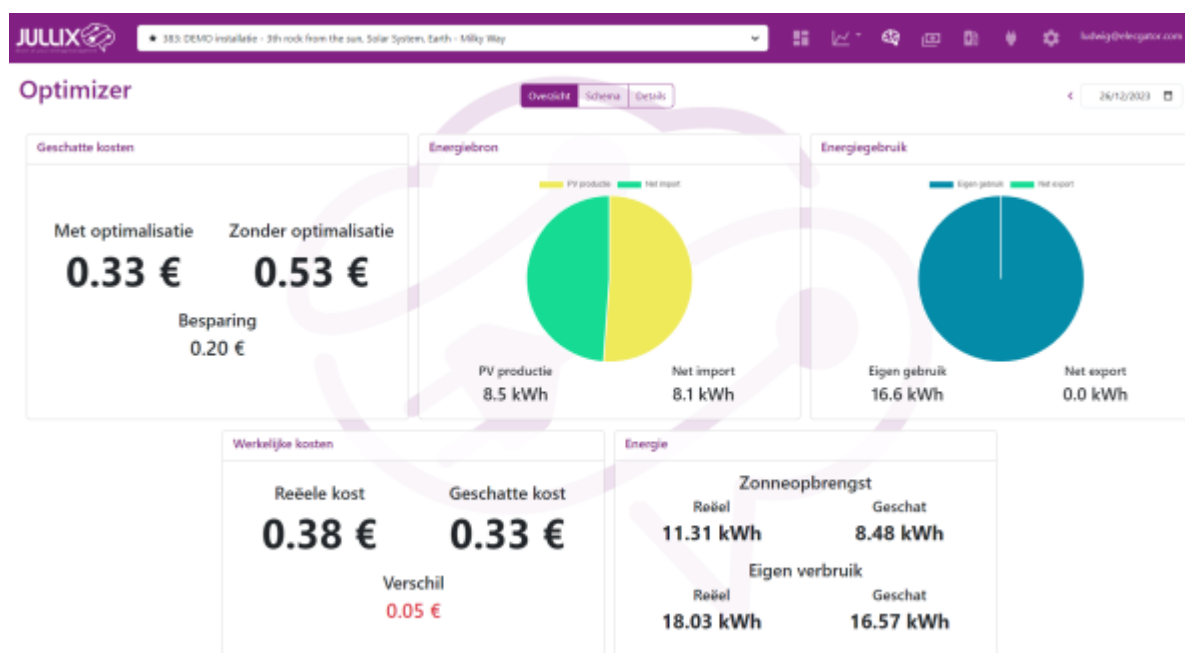 JULLIX
★ 383: DEMO installatie - 3th rock from the sun, Solar System, Earth - Milky Way
ludwig@elecgator.com
Optimizer
Overzicht Schema Details
26/12/2023
Geschatte kosten
Met optimalisatie Zonder optimalisatie
0.33 € 0.53 €
Besparing
0.20 €
Energiebron
PV productie Net import
PV productie Net import
8.5 kWh 8.1 kWh
Energiegebruik
Eigen gebruik Net export
Eigen gebruik Net export
16.6 kWh 0.0 kWh
Werkelijke kosten
Reëele kost Geschatte kost
0.38 € 0.33 €
Verschil
0.05 €
Energie
Zonneopbrengst
Reëel Geschat
11.31 kWh 8.48 kWh
Eigen verbruik
Reëel Geschat
18.03 kWh 16.57 kWh